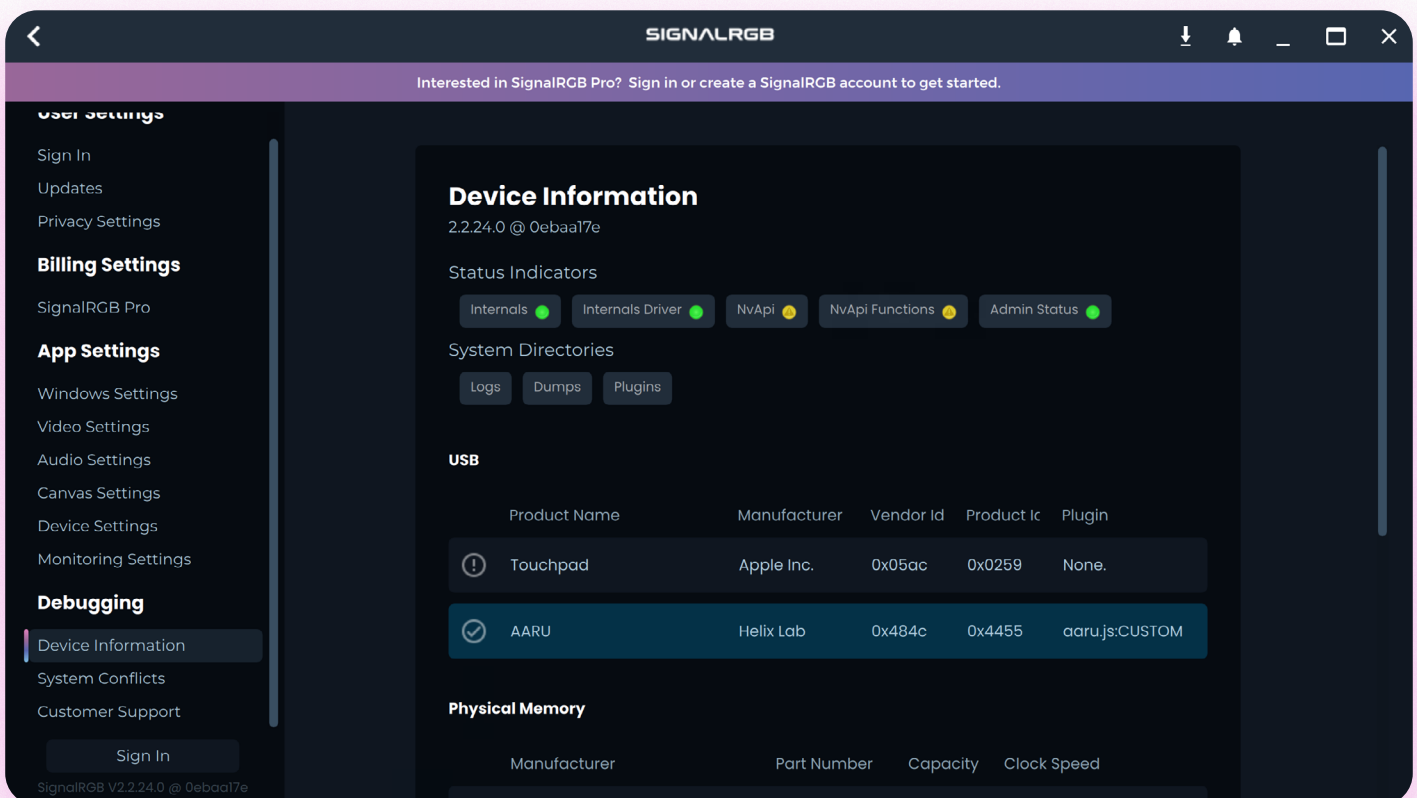 SIGNALRGB
Interested in SignalRGB Pro? Sign in or create a SignalRGB account to get started.
User Settings
Sign In
Updates
Privacy Settings
Billing Settings
SignalRGB Pro
App Settings
Windows Settings
Video Settings
Audio Settings
Canvas Settings
Device Settings
Monitoring Settings
Debugging
Device Information
System Conflicts
Customer Support
Sign In
SignalRGB V2.2.24.0 @ 0ebaa17e
Device Information
2.2.24.0 @ 0ebaa17e
Status Indicators
Internals Internals Driver NvApi NvApi Functions Admin Status
System Directories
Logs Dumps Plugins
USB
Product Name Manufacturer Vendor Id Product Ic Plugin
Touchpad Apple Inc. 0x05ac 0x0259 None.
AARU Helix Lab 0x484c 0x4455 aaru.js:CUSTOM
Physical Memory
Manufacturer Part Number Capacity Clock Speed